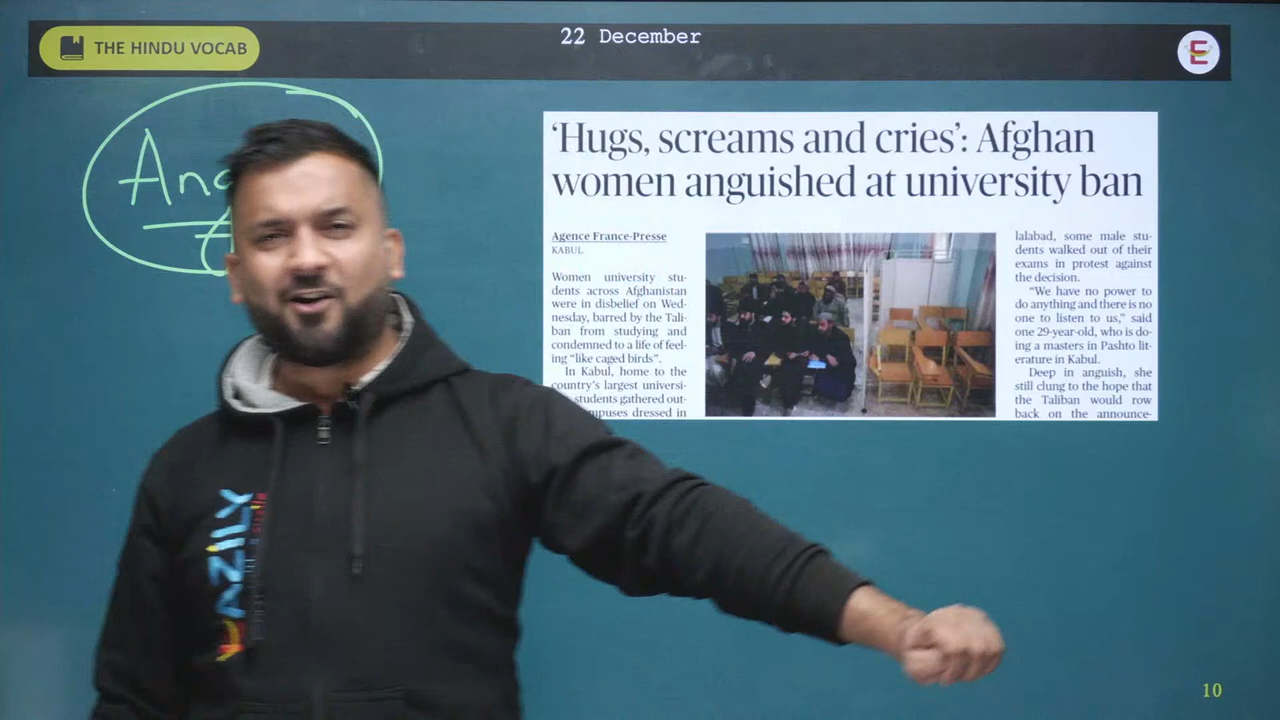 THE HINDU VOCAB
22 December
‘Hugs, screams and cries’: Afghan
women anguished at university ban
Agence France-Presse
KABUL
Women university stu-
dents across Afghanistan
were in disbelief on Wed-
nesday, barred by the Tali-
ban from studying and
condemned to a life of feel-
ing “like caged birds”.
In Kabul, home to the
country’s largest universi-
students gathered out-
mpuses dressed in
lalabad, some male stu-
dents walked out of their
exams in protest against
the decision.
“We have no power to
do anything and there is no
one to listen to us,” said
one 29-year-old, who is do-
ing a masters in Pashto lit-
erature in Kabul.
Deep in anguish, she
still clung to the hope that
the Taliban would row
back on the announce-
Ang
10